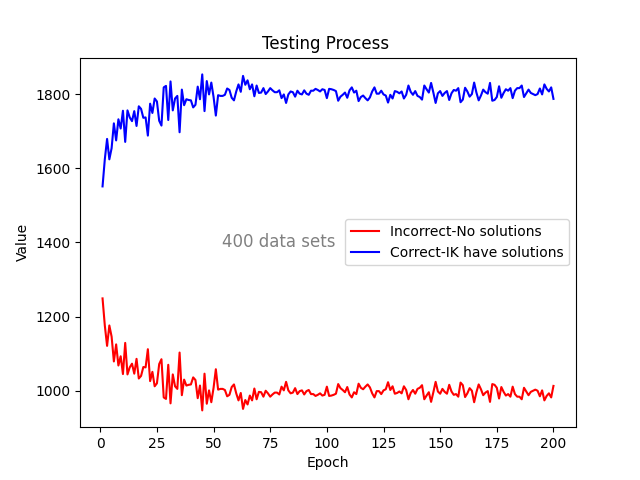 Testing Process
1800
1600
1400
1200
1000
Value
400 data sets
Incorrect-No solutions
Correct-IK have solutions
0 25 50 75 100 125 150 175 200
Epoch